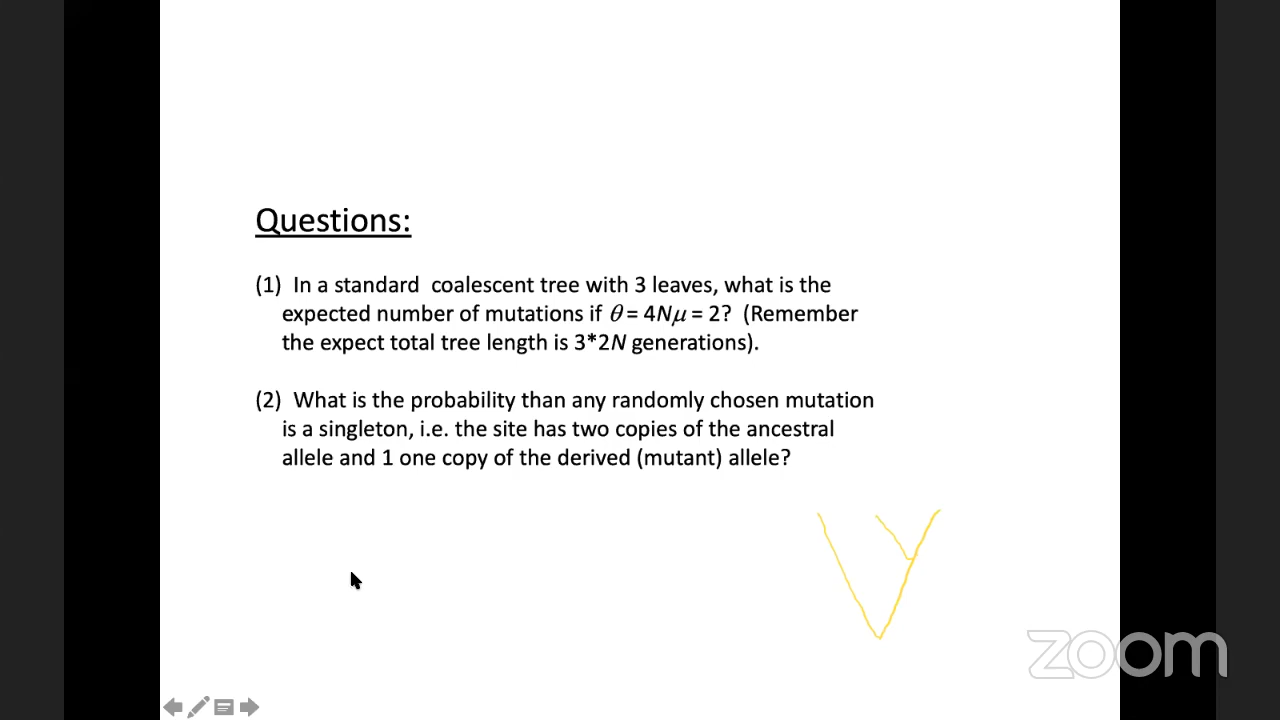 Questions:
(1) In a standard coalescent tree with 3 leaves, what is the
expected number of mutations if θ = 4Nμ = 2? (Remember
the expect total tree length is 3*2N generations).
(2) What is the probability than any randomly chosen mutation
is a singleton, i.e. the site has two copies of the ancestral
allele and 1 one copy of the derived (mutant) allele?
zoom